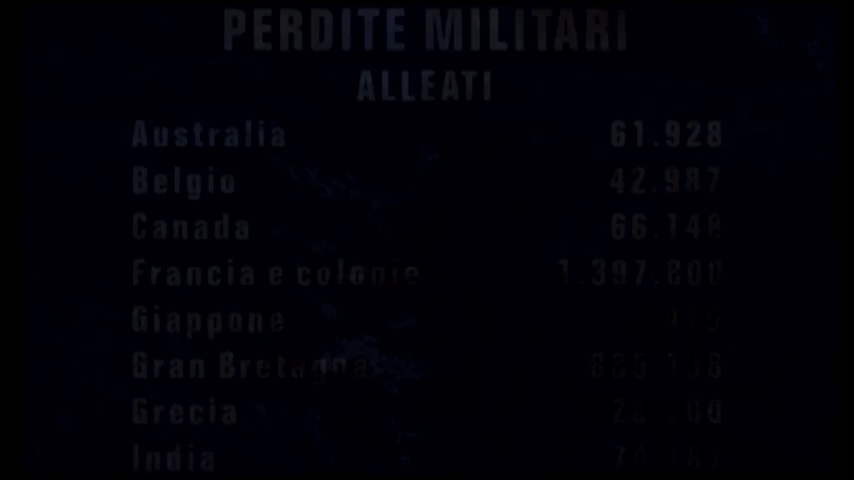 PERDITE MILITARI
ALLEATI
Australia 61.928
Belgio 42.987
Canada 66.14
Francia e colonie 1.397.800
Giappone
Gran Bretagna
Grecia
India